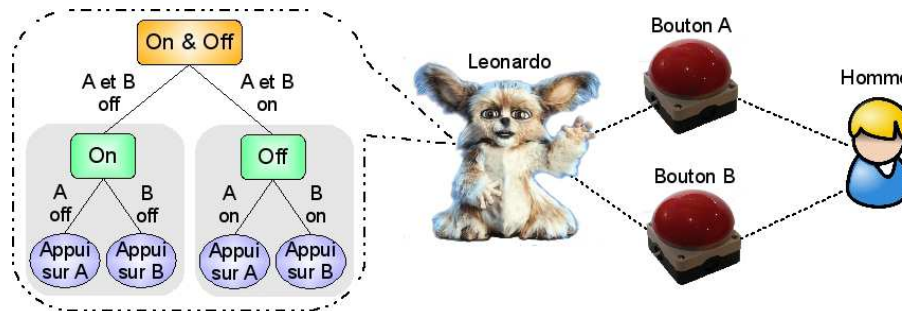 On & Off
A et B
off
A et B
on
On
Off
A
off
B
off
A
on
B
on
Appui
sur A
Appui
sur B
Appui
sur A
Appui
sur B
Leonardo
Bouton A
Bouton B
Homme